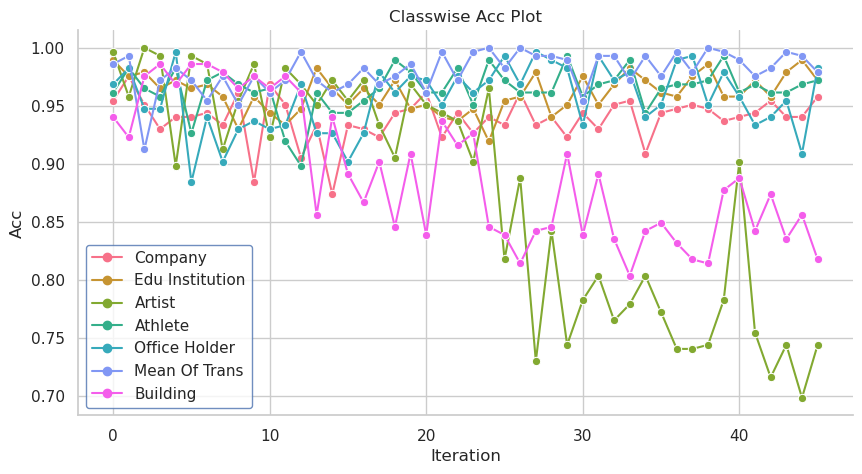 Classwise Acc Plot
Acc
1.00
0.95
0.90
0.85
0.80
0.75
0.70
Company
Edu Institution
Artist
Athlete
Office Holder
Mean Of Trans
Building
0 10 20 30 40
Iteration